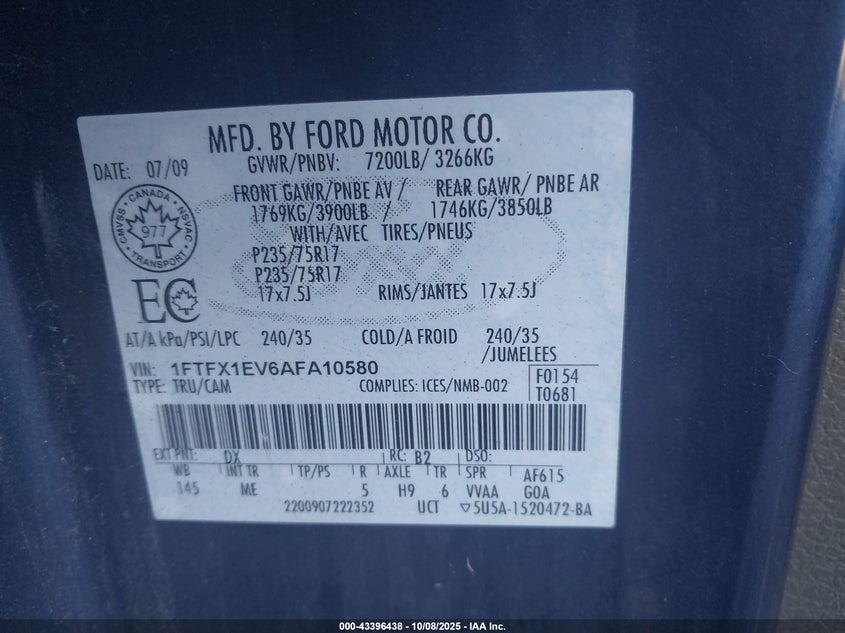 MFD. BY FORD MOTOR CO.
DATE: 07/09 GVWR/PNBV: 7200LB/ 3266KG
FRONT GAWR/PNBE AV / REAR GAWR/ PNBE AR
1769KG/3900LB / 1746KG/3850LB
WITH/AVEC TIRES/PNEUS
P235/75R17
P235/75R17
17x7.5J RIMS/JANTES 17x7.5J
CANADA
CMVSS NSVAC
977
TRANSPORT
EC
AT/A kPa/PSI/LPC 240/35 COLD/A FROID 240/35
/JUMELEES
VIN: 1FTFX1EV6AFA10580
TYPE: TRU/CAM COMPLIES: ICES/NMB-002
F0154
T0681
EXT PNT: DX RC: B2 DSO:
WB INT TR TP/PS R AXLE TR SPR AF615
145 ME 5 H9 6 VVAA GOA
2200907222352 UCT ▽5U5A-1520472-BA
000-43396438 - 10/08/2025 - IAA Inc.